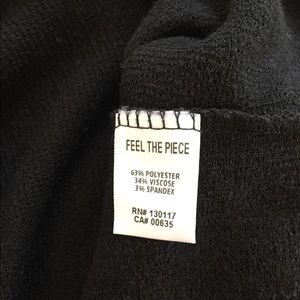 FEEL THE PIECE
63% POLYESTER
34% VISCOSE
3% SPANDEX
RN# 130117
CA# 00635